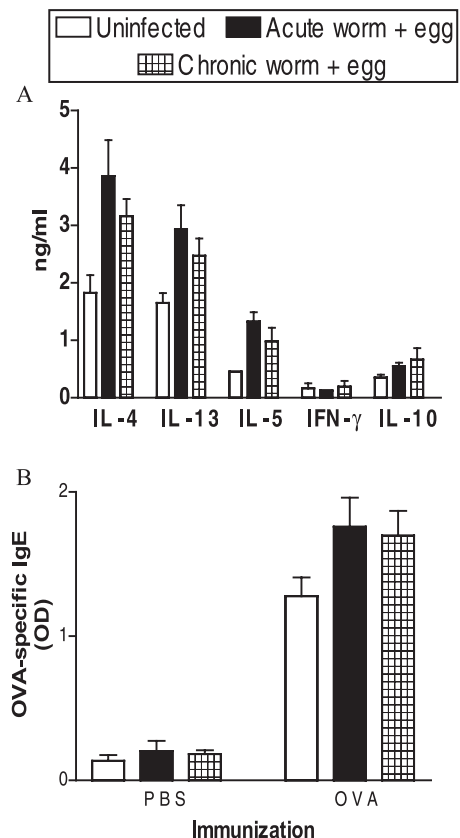 Uninfected Acute worm + egg
Chronic worm + egg
A
5
4
3
2
1
0
ng/ml
IL-4 IL-13 IL-5 IFN-γ IL-10
B
2
1
0
OVA-specific IgE
(OD)
PBS OVA
Immunization